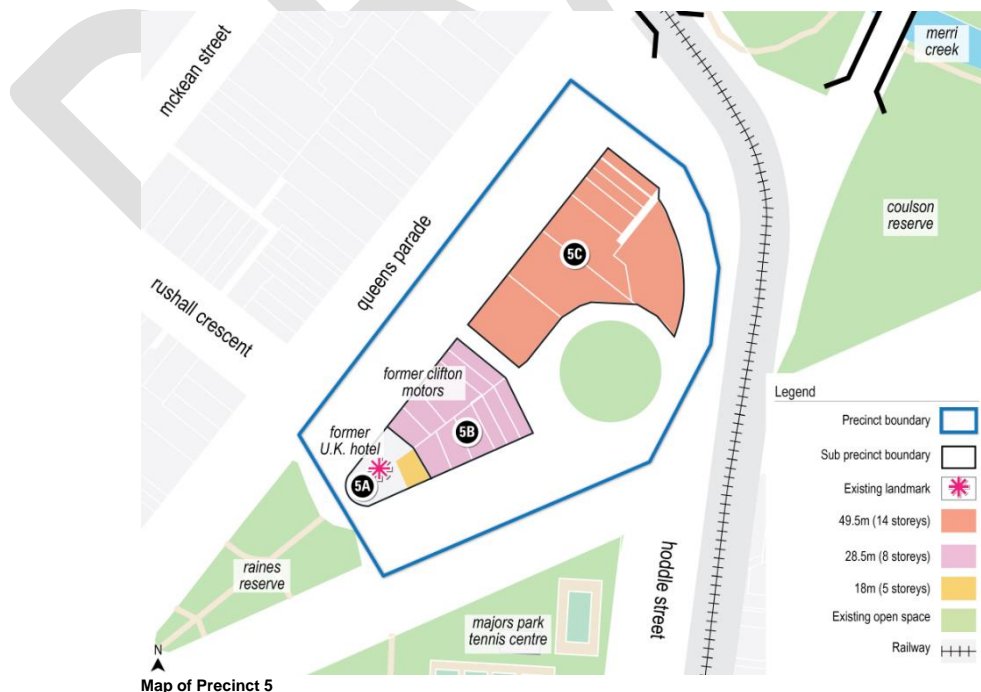 mckean street
merri
creek
coulson
reserve
queens parade
rushall crescent
5C
former clifton
motors
5B
former
U.K. hotel
5A
raines
reserve
hoddle street
majors park
tennis centre
N
Legend
Precinct boundary
Sub precinct boundary
Existing landmark
49.5m (14 storeys)
28.5m (8 storeys)
18m (5 storeys)
Existing open space
Railway
Map of Precinct 5